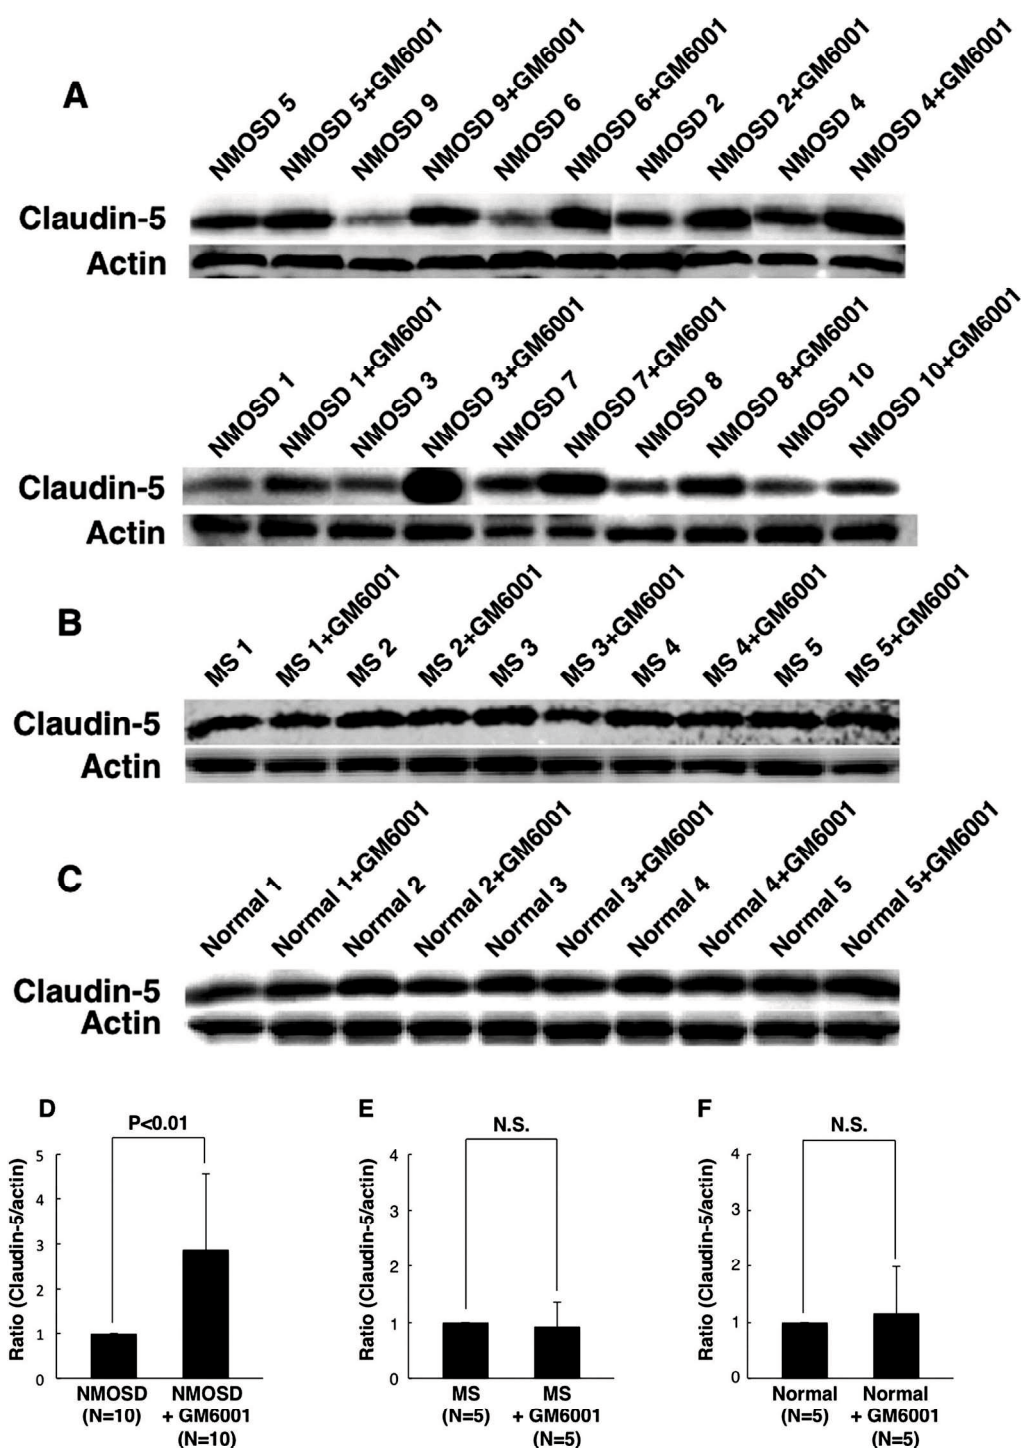 A
NMOSD 5
NMOSD 5+GM6001
NMOSD 9
NMOSD 9+GM6001
NMOSD 6
NMOSD 6+GM6001
NMOSD 2
NMOSD 2+GM6001
NMOSD 4
NMOSD 4+GM6001
Claudin-5
Actin
NMOSD 1
NMOSD 1+GM6001
NMOSD 3
NMOSD 3+GM6001
NMOSD 7
NMOSD 7+GM6001
NMOSD 8
NMOSD 8+GM6001
NMOSD 10
NMOSD 10+GM6001
Claudin-5
Actin
B
MS 1
MS 1+GM6001
MS 2
MS 2+GM6001
MS 3
MS 3+GM6001
MS 4
MS 4+GM6001
MS 5
MS 5+GM6001
Claudin-5
Actin
C
Normal 1
Normal 1+GM6001
Normal 2
Normal 2+GM6001
Normal 3
Normal 3+GM6001
Normal 4
Normal 4+GM6001
Normal 5
Normal 5+GM6001
Claudin-5
Actin
D
P<0.01
Ratio (Claudin-5/actin)
5
4
3
2
1
0
NMOSD
(N=10)
NMOSD
+ GM6001
(N=10)
E
N.S.
Ratio (Claudin-5/actin)
4
3
2
1
0
MS
(N=5)
MS
+ GM6001
(N=5)
F
N.S.
Ratio (Claudin-5/actin)
4
3
2
1
0
Normal
(N=5)
Normal
+ GM6001
(N=5)